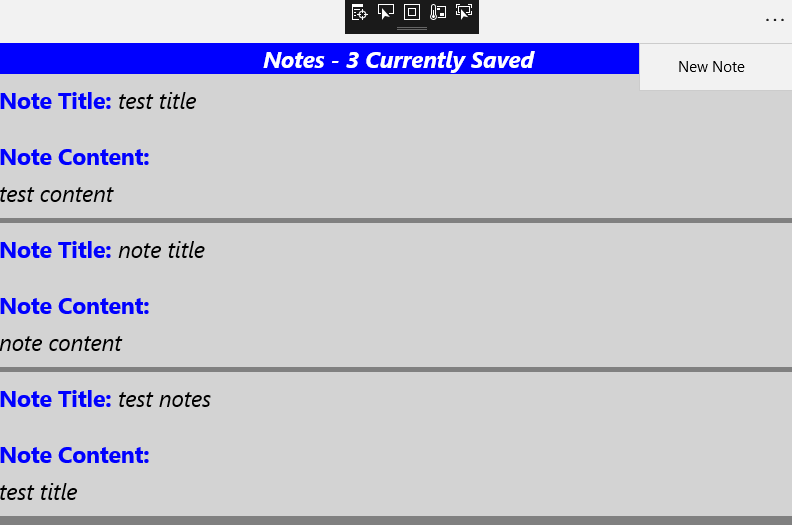 ...
Notes - 3 Currently Saved
New Note
Note Title: test title
Note Content:
test content
Note Title: note title
Note Content:
note content
Note Title: test notes
Note Content:
test title